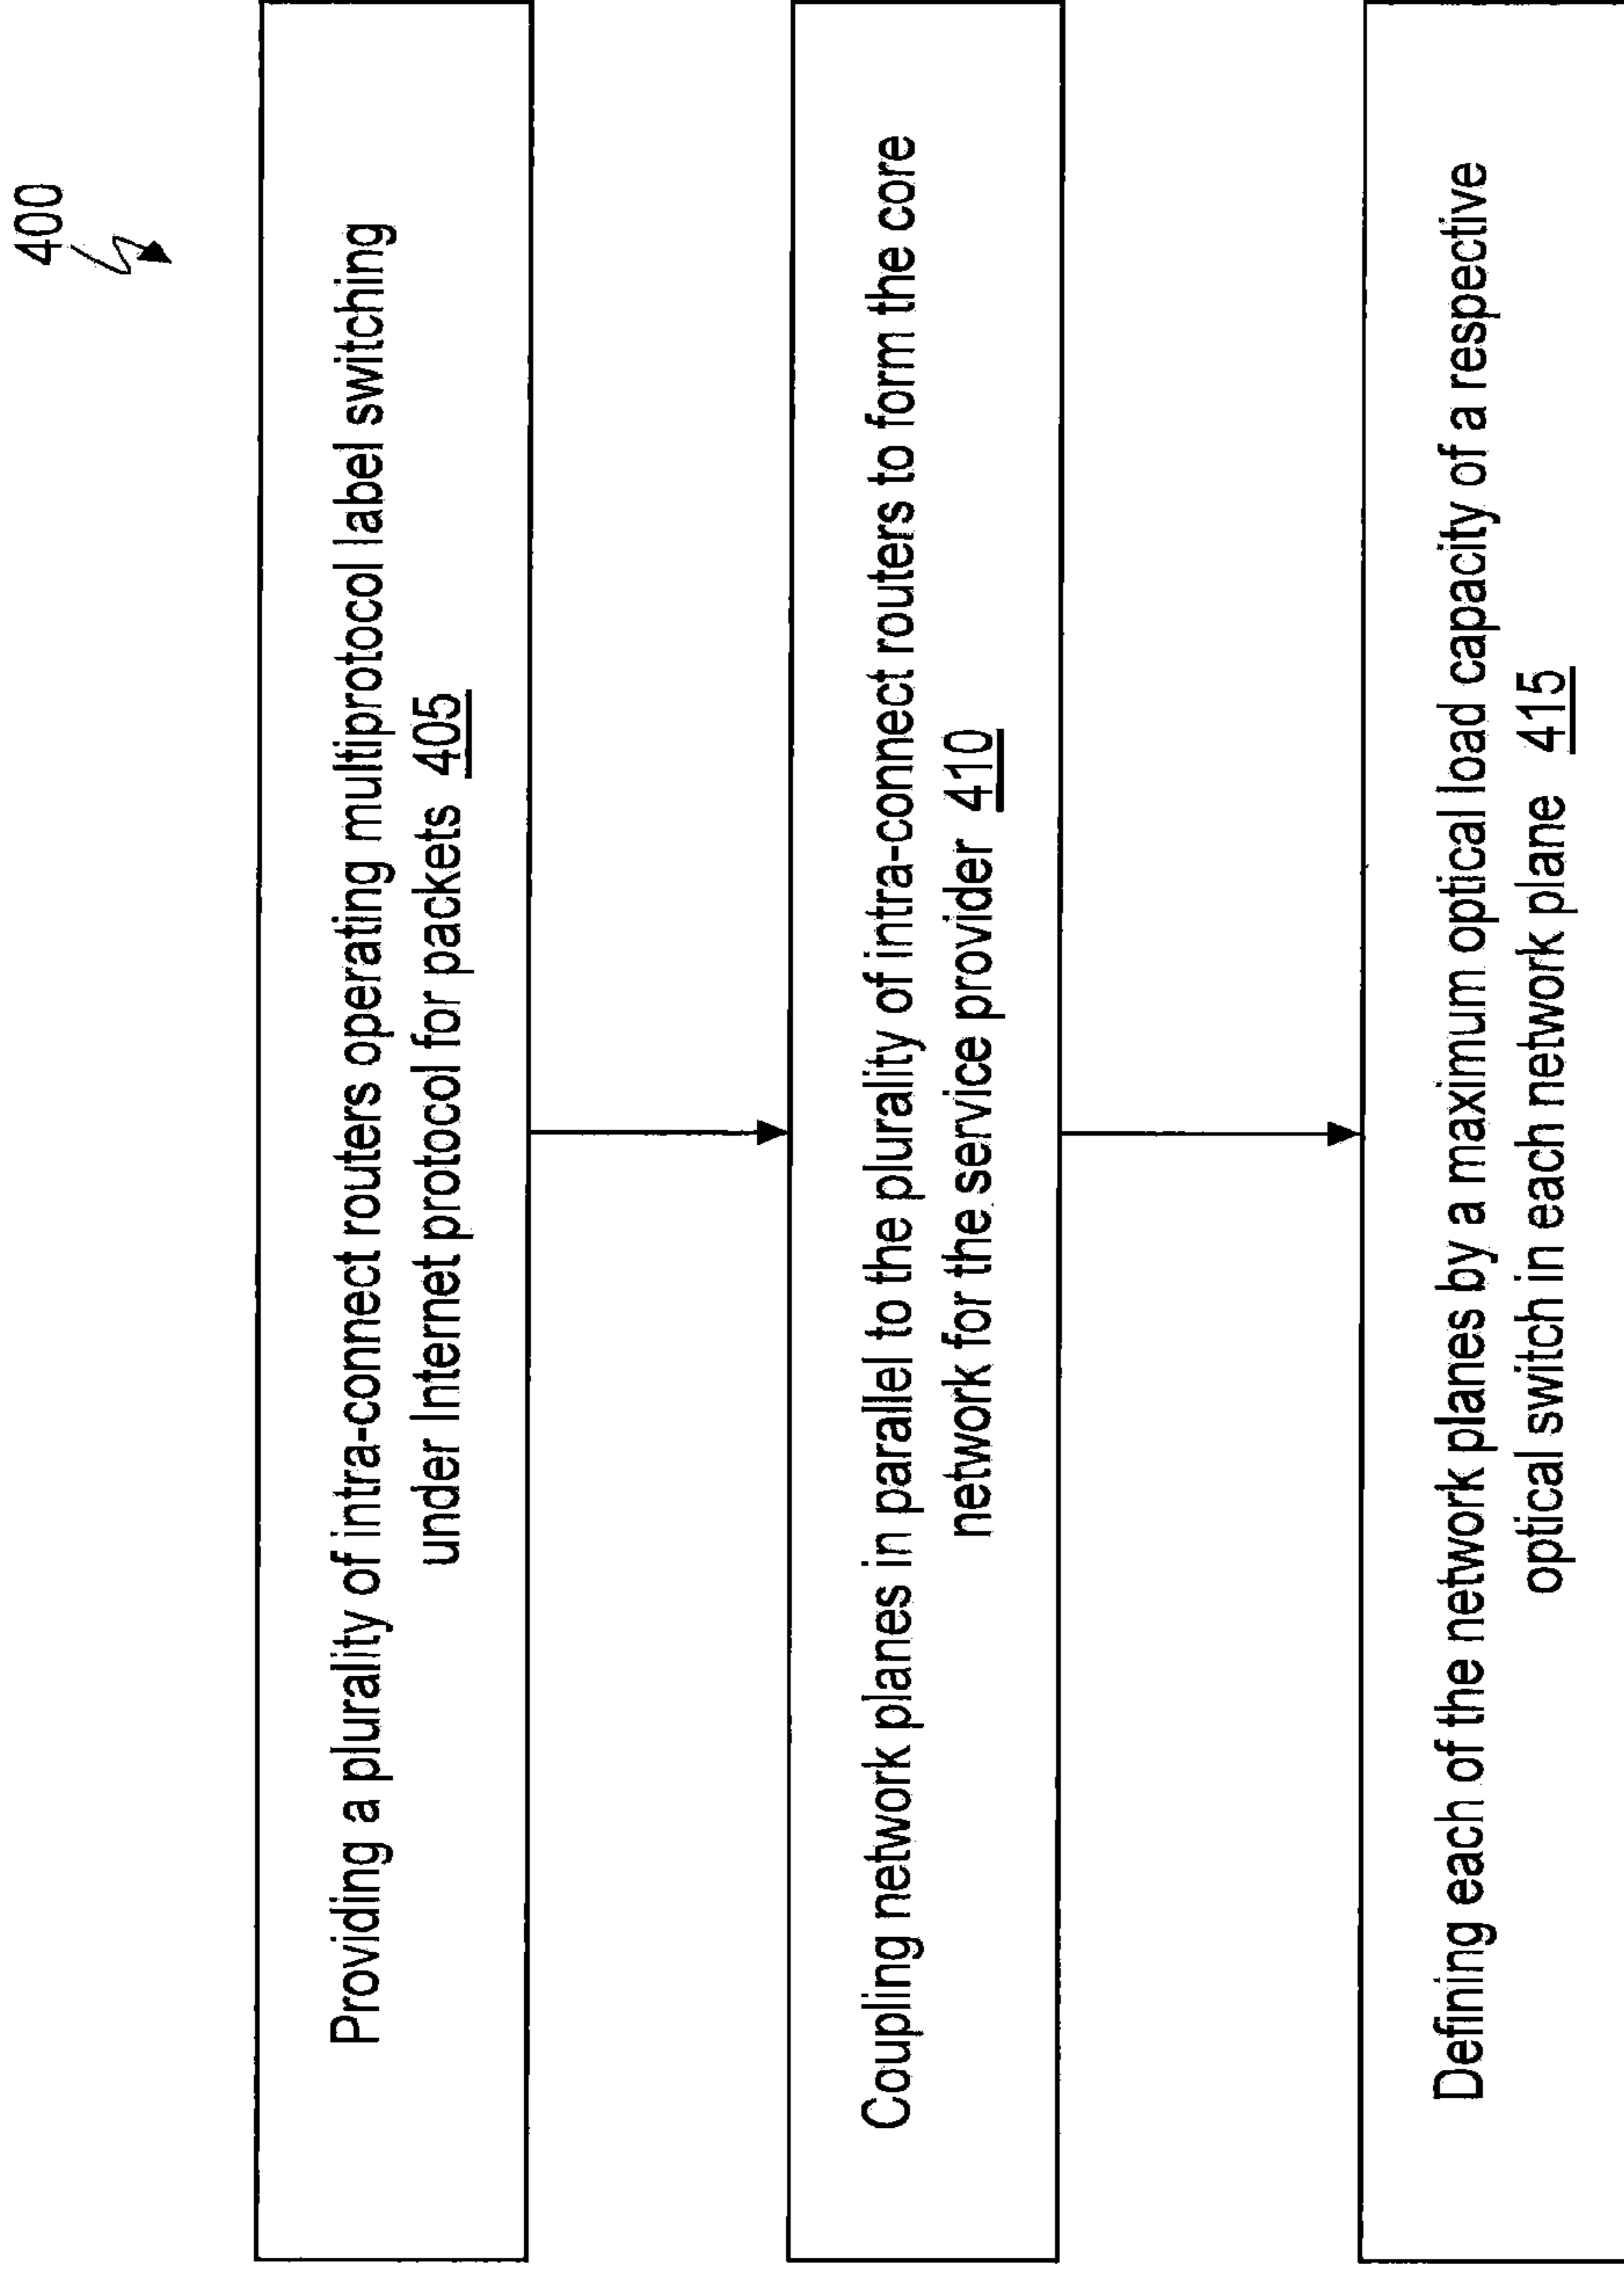 400
Providing a plurality of intra-connect routers operating multiprotocol label switching
under Internet protocol for packets 405
Coupling network planes in parallel to the plurality of intra-connect routers to form the core
network for the service provider 410
Defining each of the network planes by a maximum optical load capacity of a respective
optical switch in each network plane 415